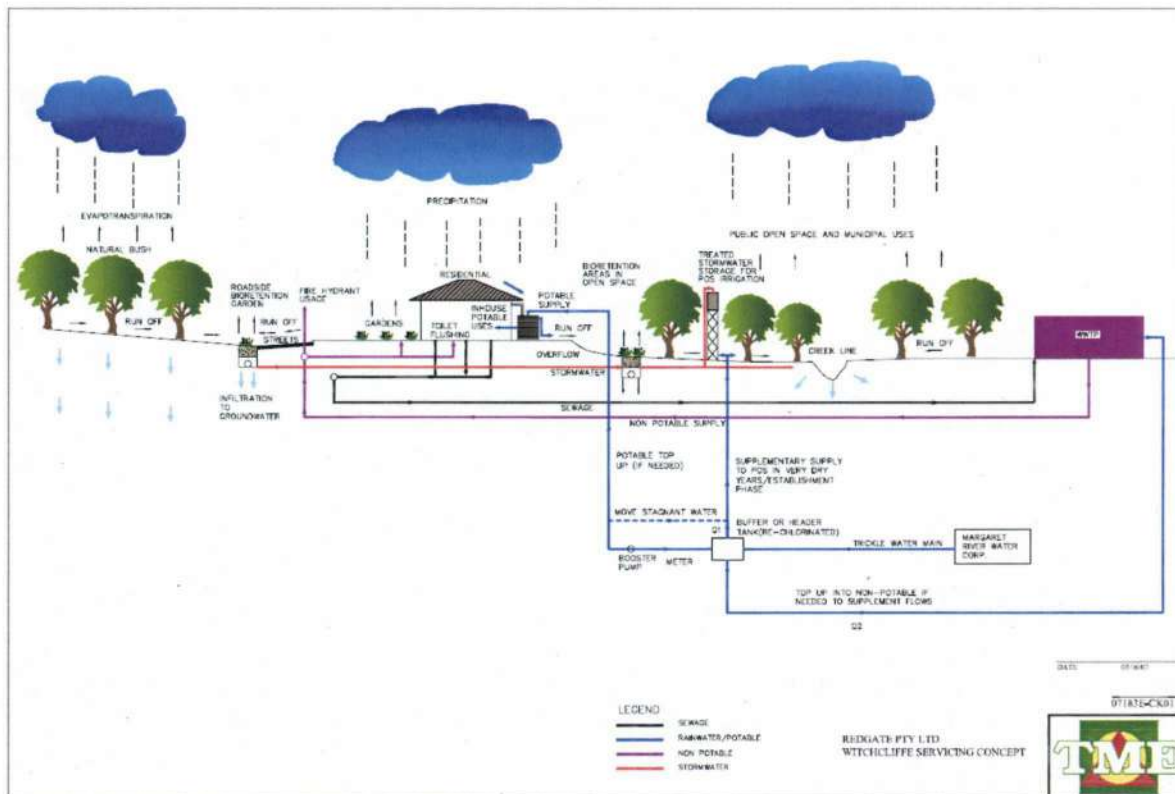 EVAPOTRANSPIRATION
NATURAL BUSH
PRECIPITATION
PUBLIC OPEN SPACE AND MUNICIPAL USES
ROADSIDE
BIORETENTION
GARDEN
FIRE HYDRANT
USAGE
RESIDENTIAL
BIORETENTION
AREAS IN
OPEN SPACE
TREATED
STORMWATER
STORAGE FOR
POS IRRIGATION
RUN OFF
RUN OFF
STREETS
GARDENS
TOILET
FLUSHING
INHOUSE
POTABLE
USES
POTABLE
SUPPLY
RUN OFF
OVERFLOW
STORMWATER
CREEK LINE
RUN OFF
WWTP
INFILTRATION
TO
GROUNDWATER
SEWAGE
NON POTABLE SUPPLY
POTABLE TOP
UP (IF NEEDED)
SUPPLEMENTARY SUPPLY
TO POS IN VERY DRY
YEARS/ESTABLISHMENT
PHASE
MOVE STAGNANT WATER
Q1
BUFFER OR HEADER
TANK(RE-CHLORINATED)
BOOSTER
PUMP
METER
TRICKLE WATER MAIN
MARGARET
RIVER WATER
CORP.
TOP UP INTO NON-POTABLE IF
NEEDED TO SUPPLEMENT FLOWS
Q2
LEGEND
SEWAGE
RAINWATER/POTABLE
NON POTABLE
STORMWATER
REDGATE PTY LTD
WITCHCLIFFE SERVICING CONCEPT
TME